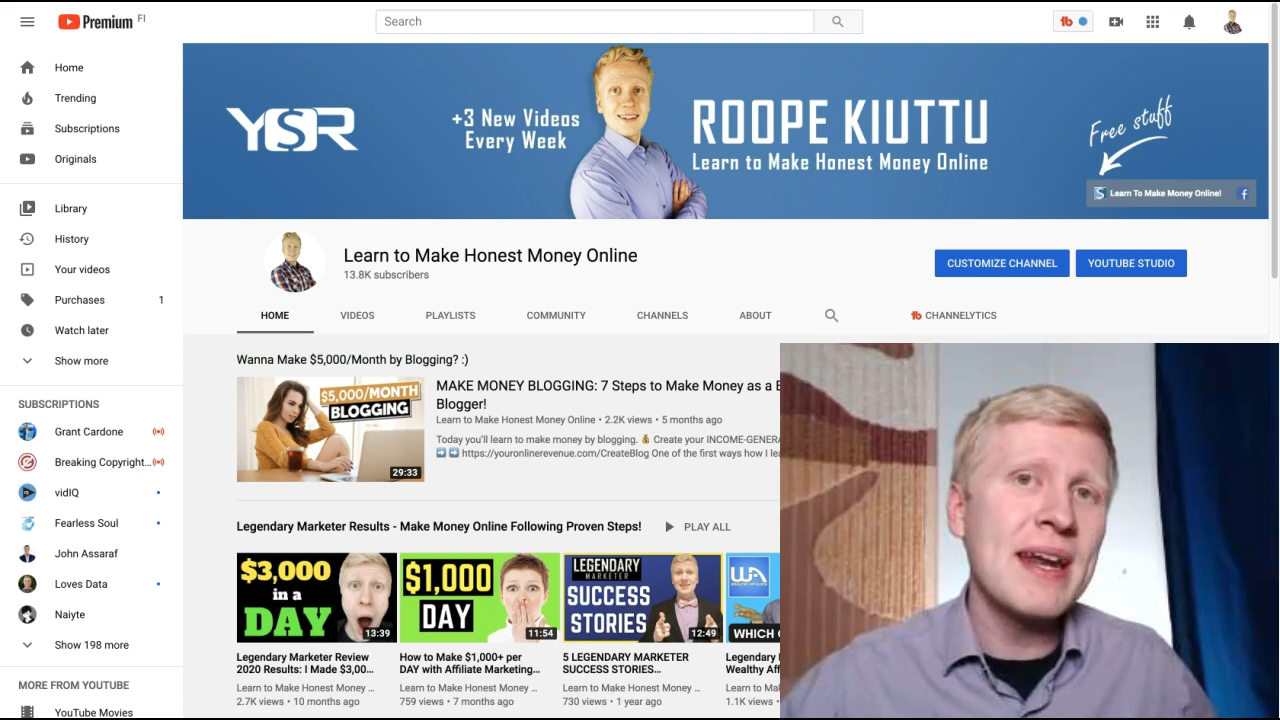 Premium FI
Search
Home
Trending
Subscriptions
Originals
Library
History
Your videos
Purchases 1
Watch later
Show more
SUBSCRIPTIONS
Grant Cardone
Breaking Copyright...
vidIQ
Fearless Soul
John Assaraf
Loves Data
Naiyte
Show 198 more
MORE FROM YOUTUBE
YouTube Movies
YSR
+3 New Videos
Every Week
ROOPE KIUTTU
Learn to Make Honest Money Online
Free stuff
Learn To Make Money Online!
Learn to Make Honest Money Online
13.8K subscribers
CUSTOMIZE CHANNEL
YOUTUBE STUDIO
HOME VIDEOS PLAYLISTS COMMUNITY CHANNELS ABOUT CHANNELYTICS
Wanna Make $5,000/Month by Blogging? :)
$5,000/MONTH
BLOGGING
29:33
MAKE MONEY BLOGGING: 7 Steps to Make Money as a
Blogger!
Learn to Make Honest Money Online • 2.2K views • 5 months ago
Today you'll learn to make money by blogging. 💰 Create your INCOME-GENERA
➡️ ➡️ https://youronlinerevenue.com/CreateBlog One of the first ways how I lea
Legendary Marketer Results - Make Money Online Following Proven Steps! PLAY ALL
$3,000
in a
DAY
13:39
Legendary Marketer Review
2020 Results: I Made $3,00...
Learn to Make Honest Money ...
2.7K views • 10 months ago
$1,000
DAY
11:54
How to Make $1,000+ per
DAY with Affiliate Marketing...
Learn to Make Honest Money ...
759 views • 7 months ago
LEGENDARY
MARKETER
SUCCESS
STORIES
12:49
5 LEGENDARY MARKETER
SUCCESS STORIES...
Learn to Make Honest Money ...
730 views • 1 year ago
WA
WHICH
Legendary
Wealthy Aff
Learn to Mak
1.1K views •